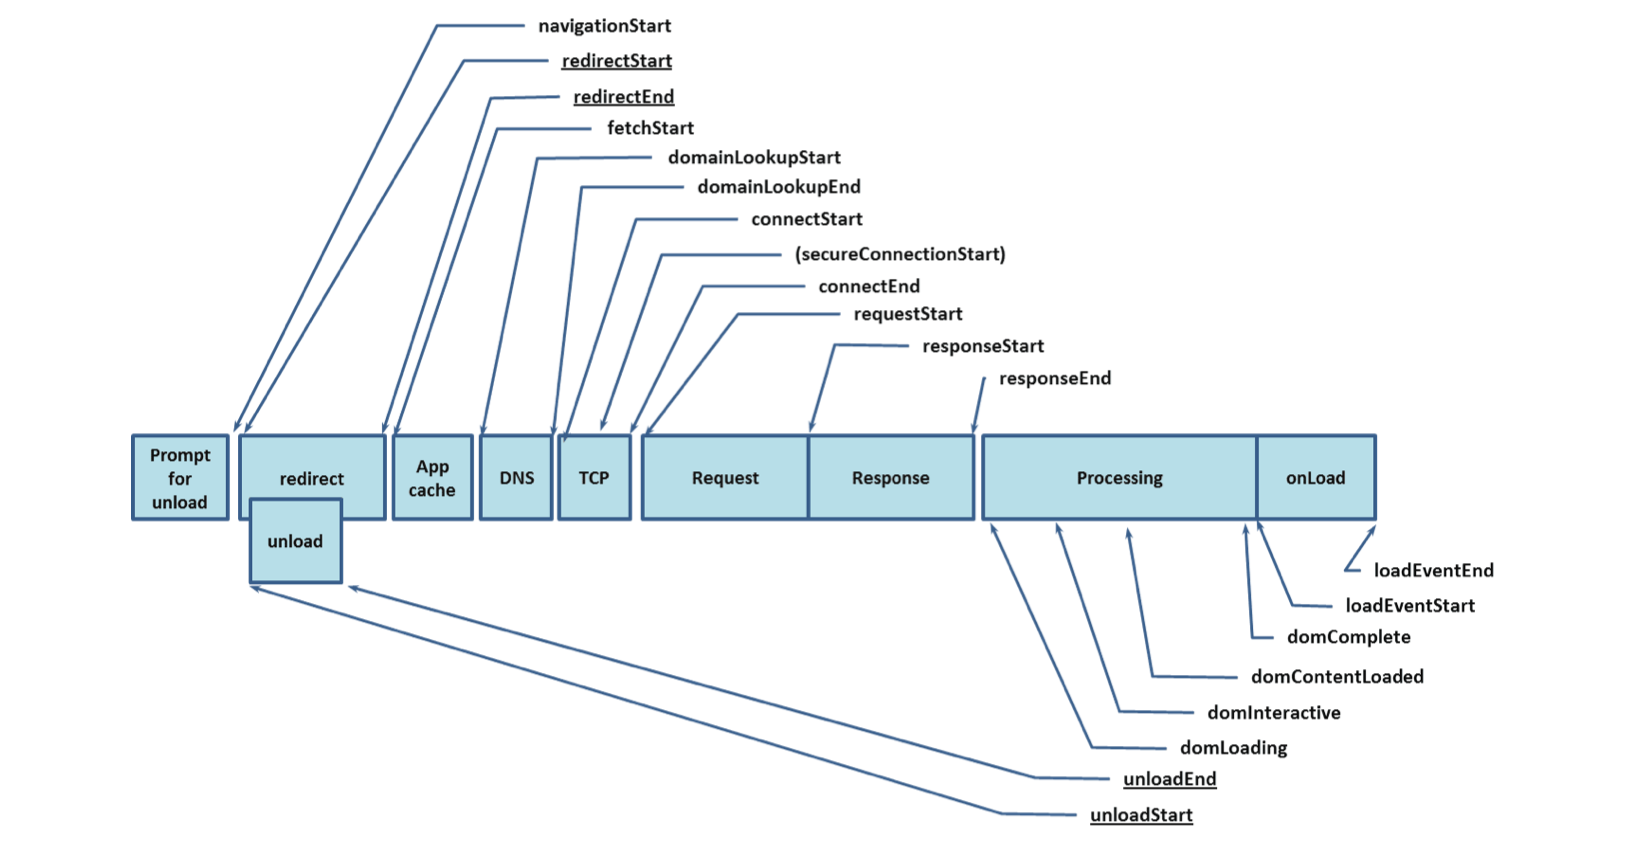 navigationStart
redirectStart
redirectEnd
fetchStart
domainLookupStart
domainLookupEnd
connectStart
(secureConnectionStart)
connectEnd
requestStart
responseStart
responseEnd
Prompt
for
unload
redirect
App
cache
DNS
TCP
Request
Response
Processing
onLoad
unload
loadEventEnd
loadEventStart
domComplete
domContentLoaded
domInteractive
domLoading
unloadEnd
unloadStart